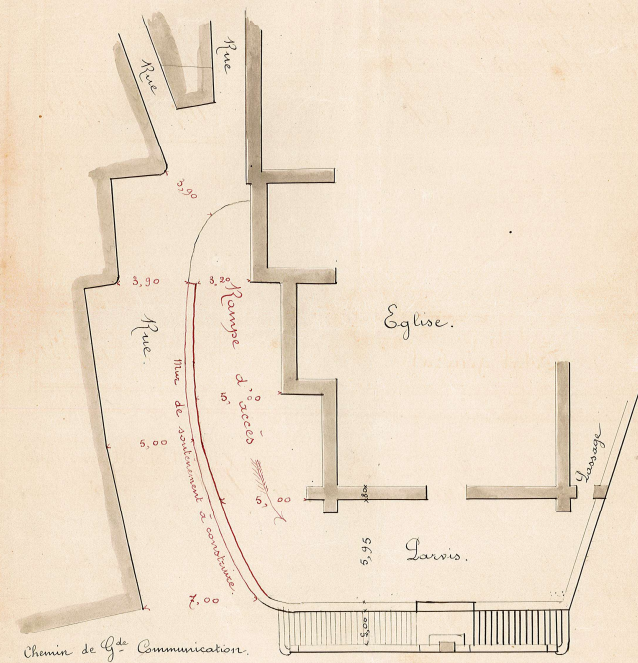 Rue
Rue
3,90
3,90
3,20
Rampe d'accès
Rue.
Eglise.
5,00
Mur de soutènement à construire.
5,00
Passage
5,00
5,95
Parvis.
7,00
5,00
Chemin de Gde Communication.